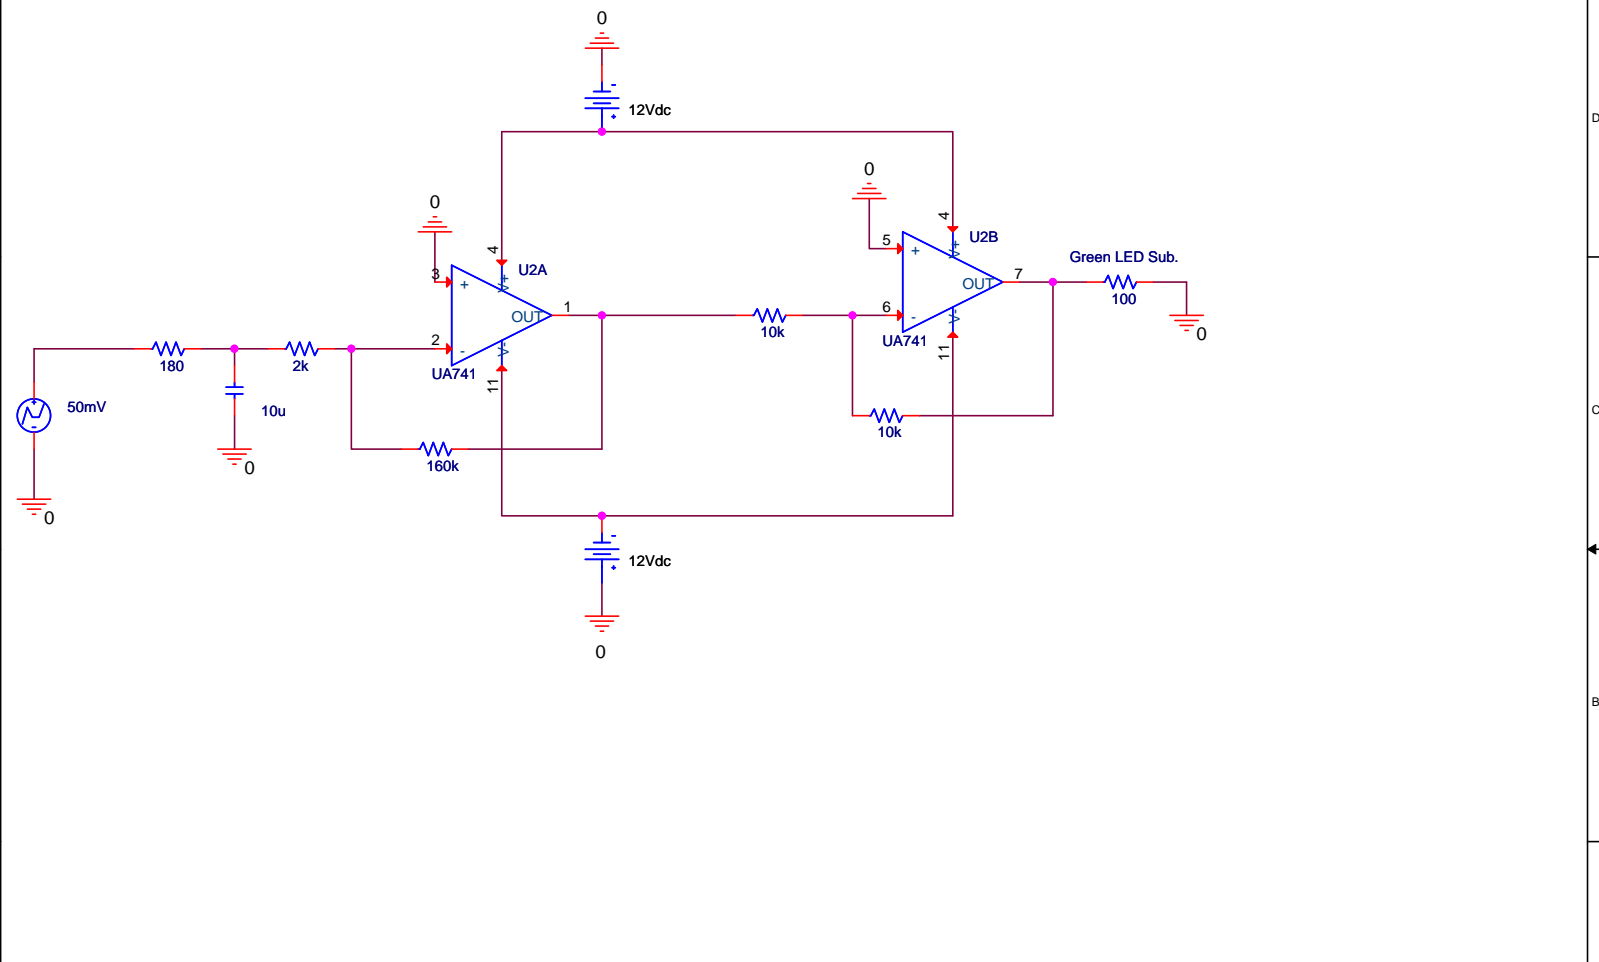 0
-
12Vdc
+
D
0
0
4
4
5
+
V+
U2B
Green LED Sub.
3
+
V+
U2A
OUT
7
100
1
OUT
6
-
V-
10k
UA741
11
0
2
-
V-
UA741
11
180
2k
50mV
+
-
10u
10k
C
160k
0
0
-
12Vdc
+
0
B